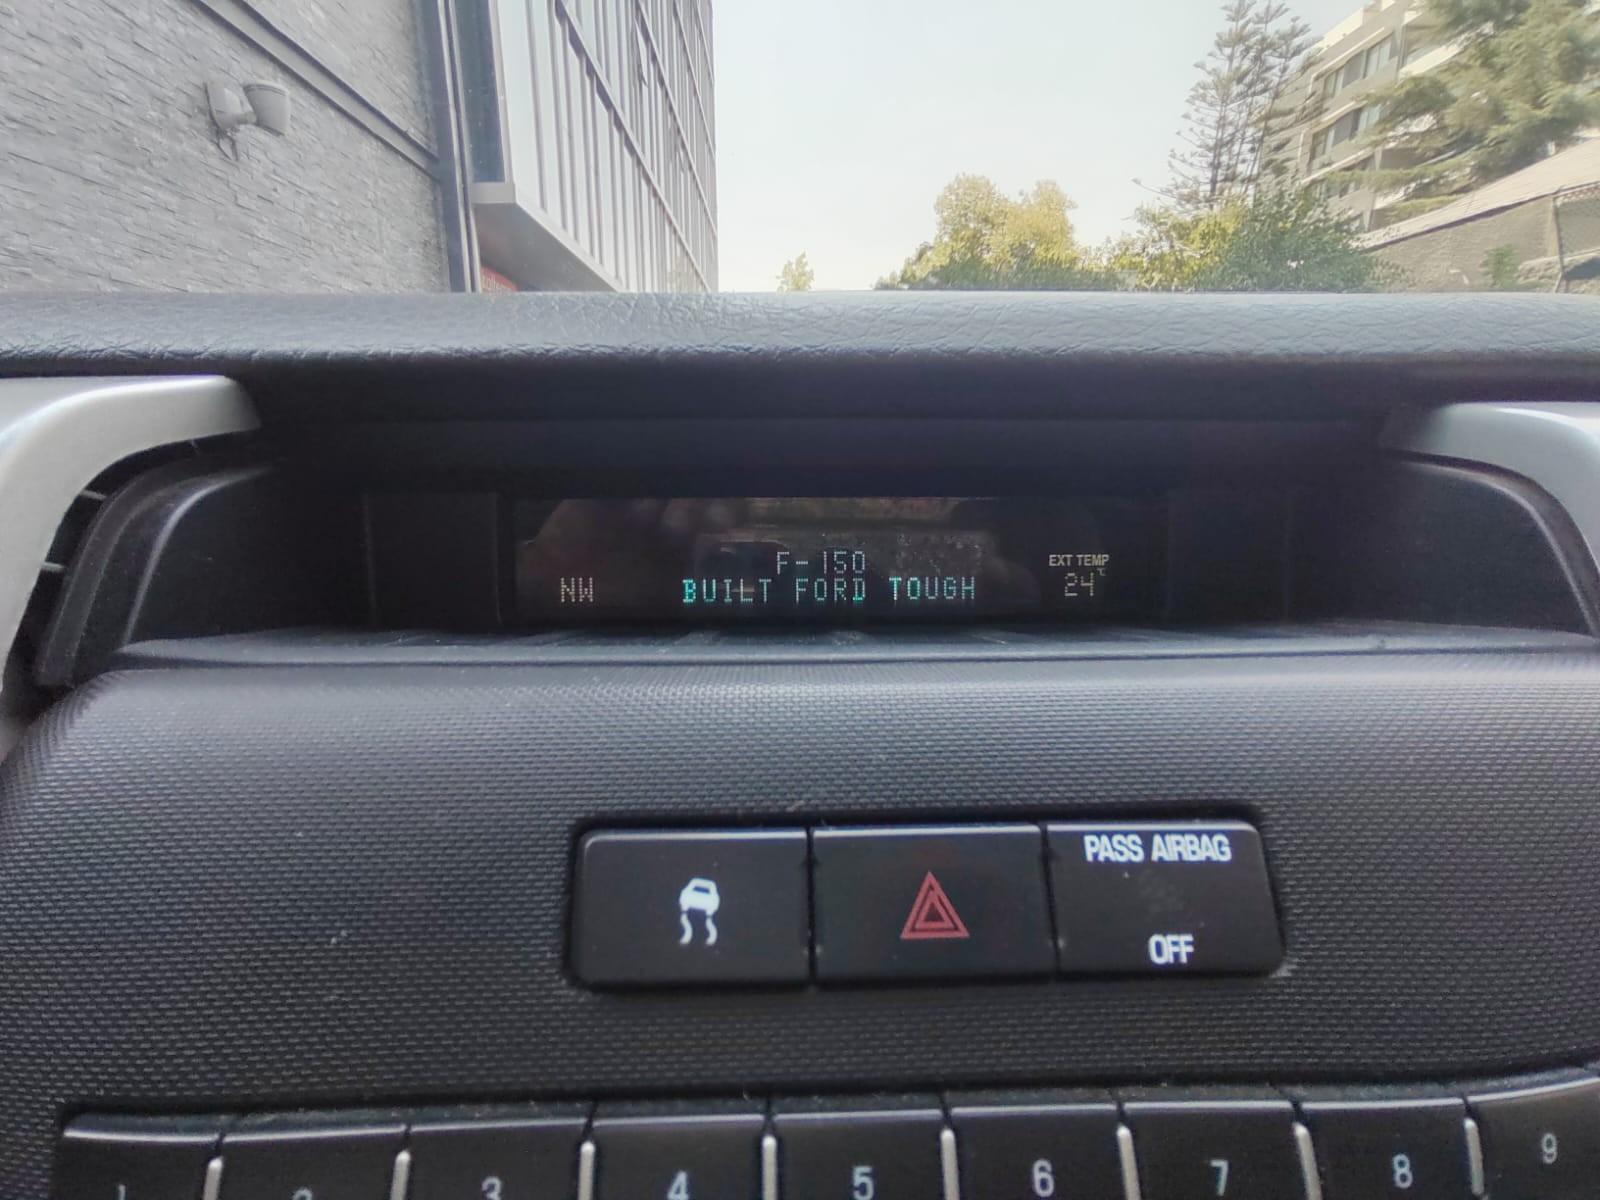 F-150
NW BUILT FORD TOUGH
EXT TEMP
24°C
PASS AIRBAG
OFF
1 2 3 4 5 6 7 8 9